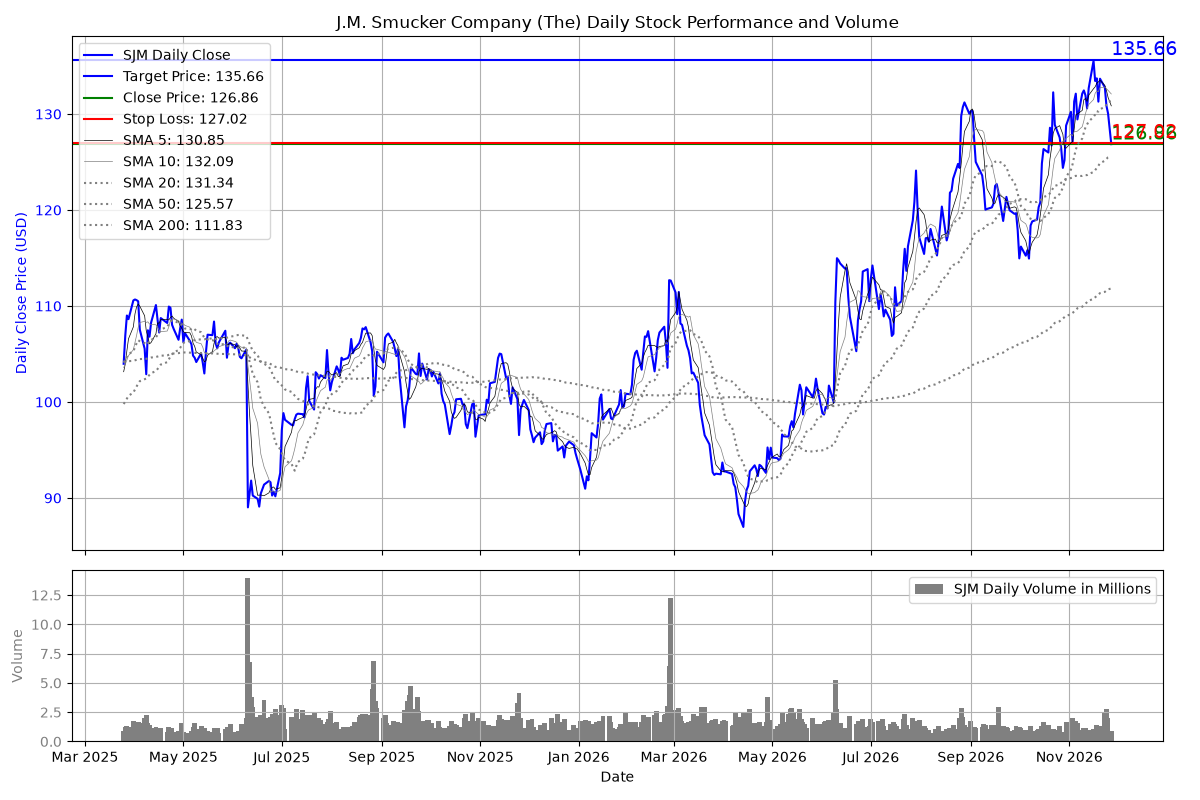 J.M. Smucker Company (The) Daily Stock Performance and Volume
135.66
SJM Daily Close
Target Price: 135.66
Close Price: 126.86
Stop Loss: 127.02
SMA 5: 130.85
SMA 10: 132.09
SMA 20: 131.34
SMA 50: 125.57
SMA 200: 111.83
127.02
126.86
130
120
110
100
90
Daily Close Price (USD)
SJM Daily Volume in Millions
12.5
10.0
7.5
5.0
2.5
0.0
Volume
Mar 2025 May 2025 Jul 2025 Sep 2025 Nov 2025 Jan 2026 Mar 2026 May 2026 Jul 2026 Sep 2026 Nov 2026
Date